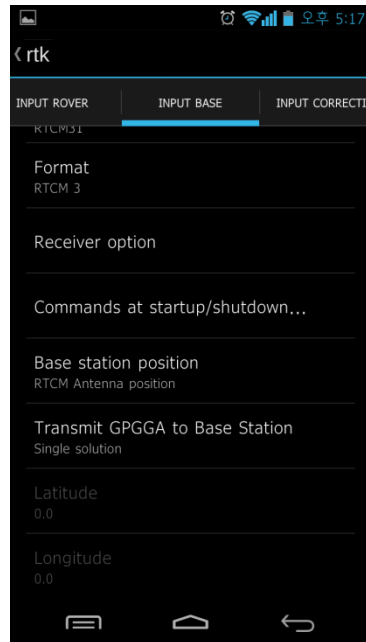 오후 5:17
rtk
INPUT ROVER
INPUT BASE
INPUT CORRECTI
RTCM31
Format
RTCM 3
Receiver option
Commands at startup/shutdown...
Base station position
RTCM Antenna position
Transmit GPGGA to Base Station
Single solution
Latitude
0.0
Longitude
0.0